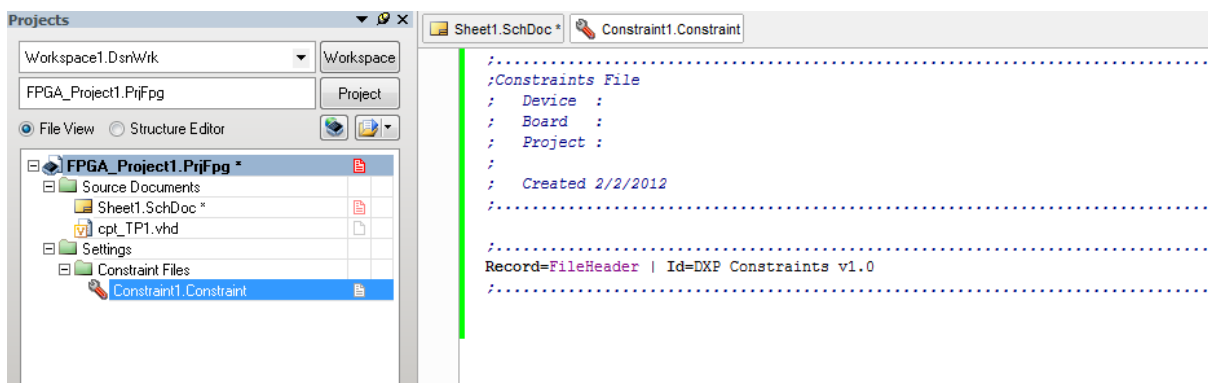 Projects
Workspace1.DsnWrk
Workspace
FPGA_Project1.PrjFpg
Project
File View
Structure Editor
FPGA_Project1.PrjFpg *
Source Documents
Sheet1.SchDoc *
cpt_TP1.vhd
Settings
Constraint Files
Constraint1.Constraint
Sheet1.SchDoc *
Constraint1.Constraint
;...............................................................................
;Constraints File
;   Device  :
;   Board   :
;   Project :
;
;   Created 2/2/2012
;...............................................................................
;...............................................................................
Record=FileHeader | Id=DXP Constraints v1.0
;...............................................................................